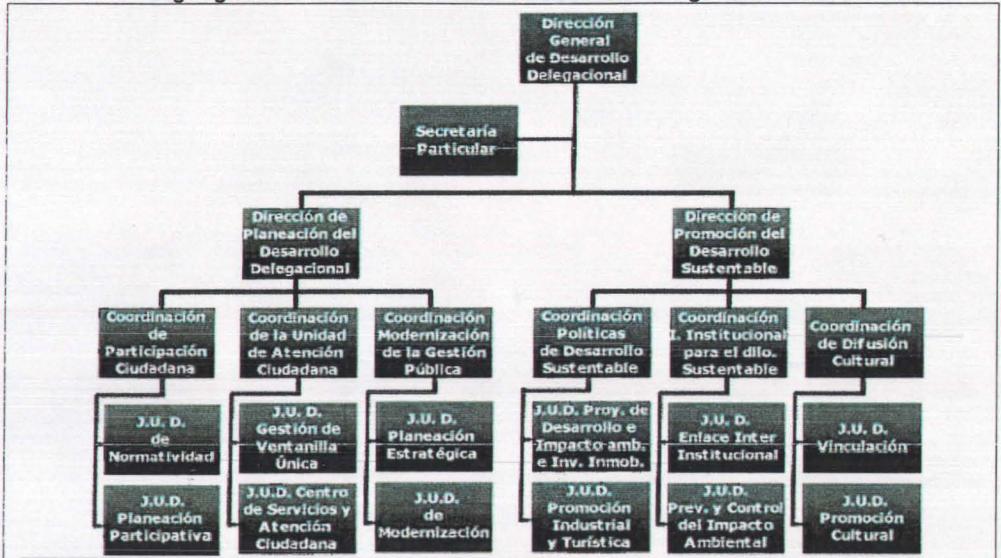 Dirección
General
de Desarrollo
Delegacional
Secretaría
Particular
Dirección de
Planeación del
Desarrollo
Delegacional
Dirección de
Promoción del
Desarrollo
Sustentable
Coordinación
de
Participación
Ciudadana
Coordinación
de la Unidad
de Atención
Ciudadana
Coordinación
Modernización
de la Gestión
Pública
Coordinación
Políticas
de Desarrollo
Sustentable
Coordinación
I. Institucional
para el dllo.
Sustentable
Coordinación
de Difusión
Cultural
J.U. D.
de
Normatividad
J.U. D.
Gestión de
Ventanilla
Única
J.U. D.
Planeación
Estratégica
J.U.D. Proy. de
Desarrollo e
Impacto amb.
e Inv. Inmob.
J.U. D.
Enlace Inter
Institucional
J.U. D.
Vinculación
J.U.D.
Planeación
Participativa
J.U.D. Centro
de Servicios y
Atención
Ciudadana
J.U.D.
de
Modernización
J.U.D.
Promoción
Industrial
y Turística
J.U.D.
Prev. y Control
del Impacto
Ambiental
J.U.D.
Promoción
Cultural